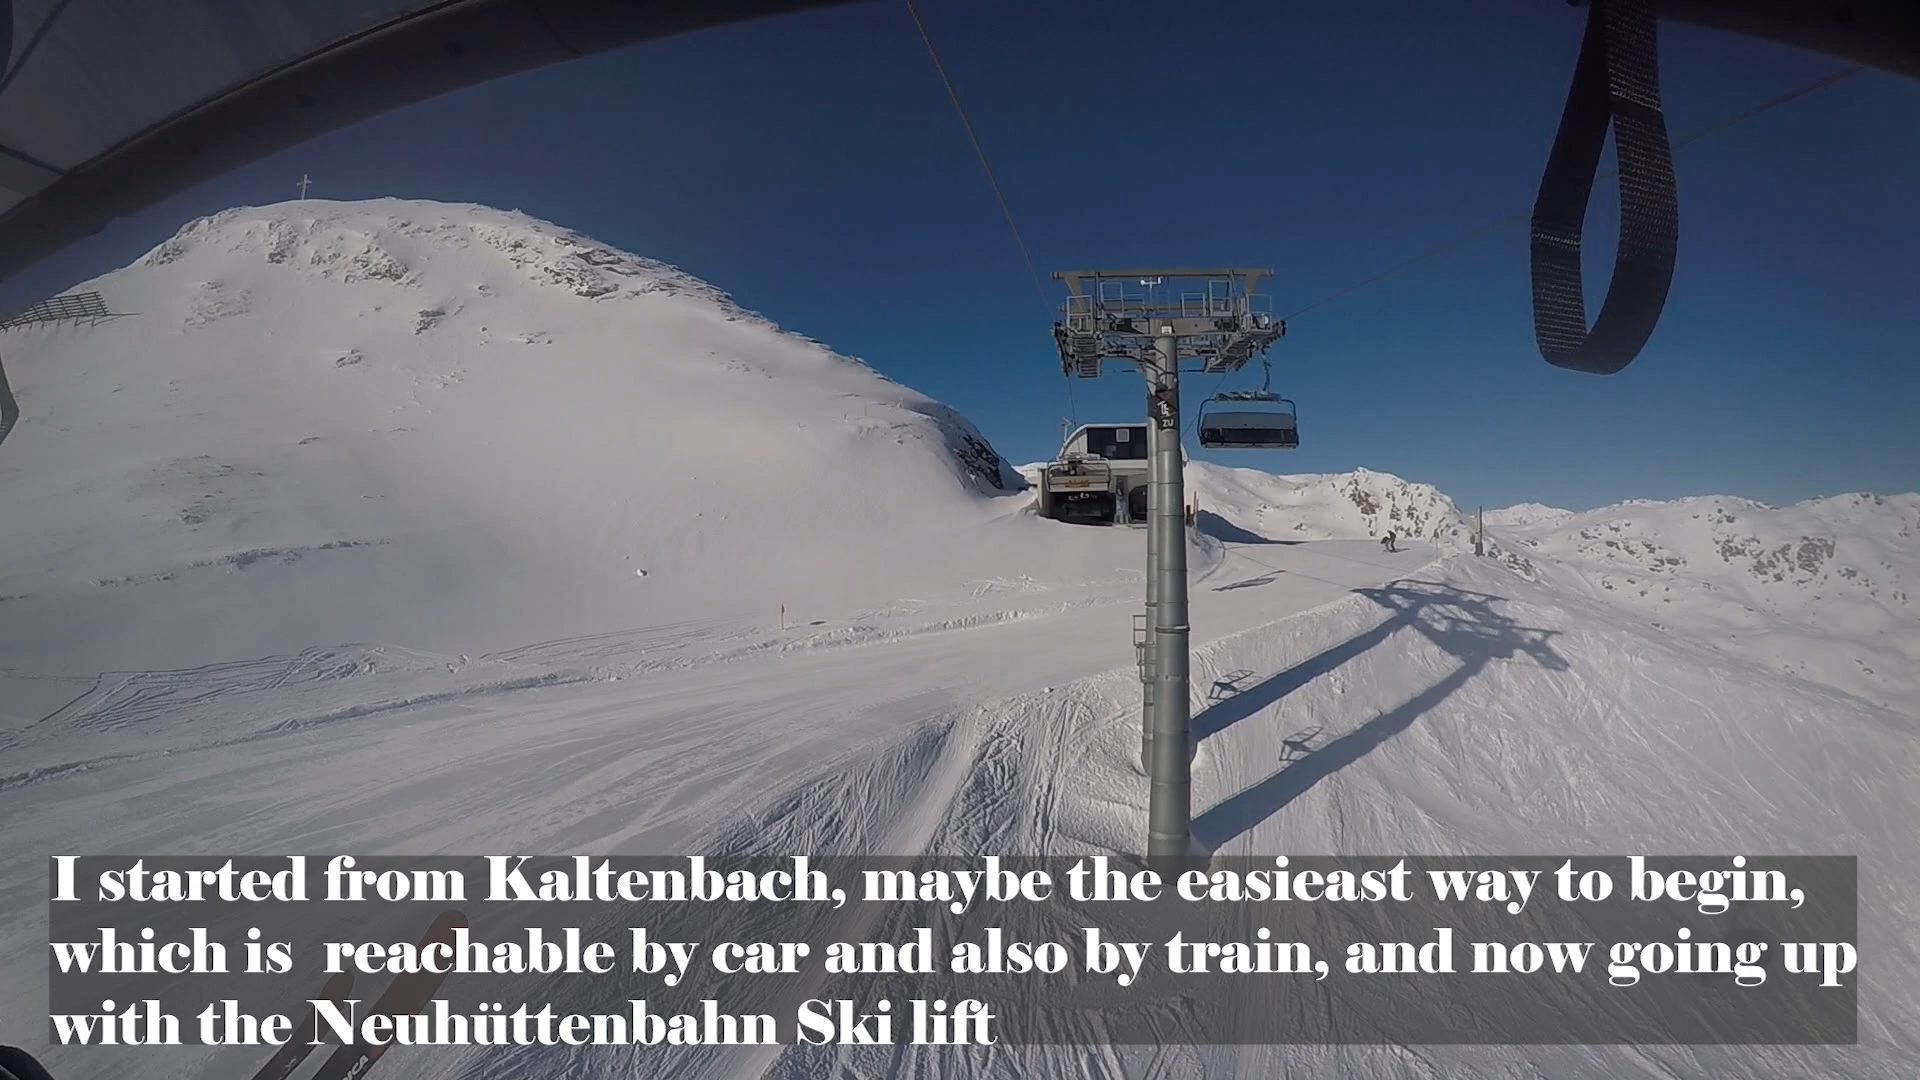 ZU
I started from Kaltenbach, maybe the easieast way to begin,
which is  reachable by car and also by train, and now going up
with the Neuhüttenbahn Ski lift